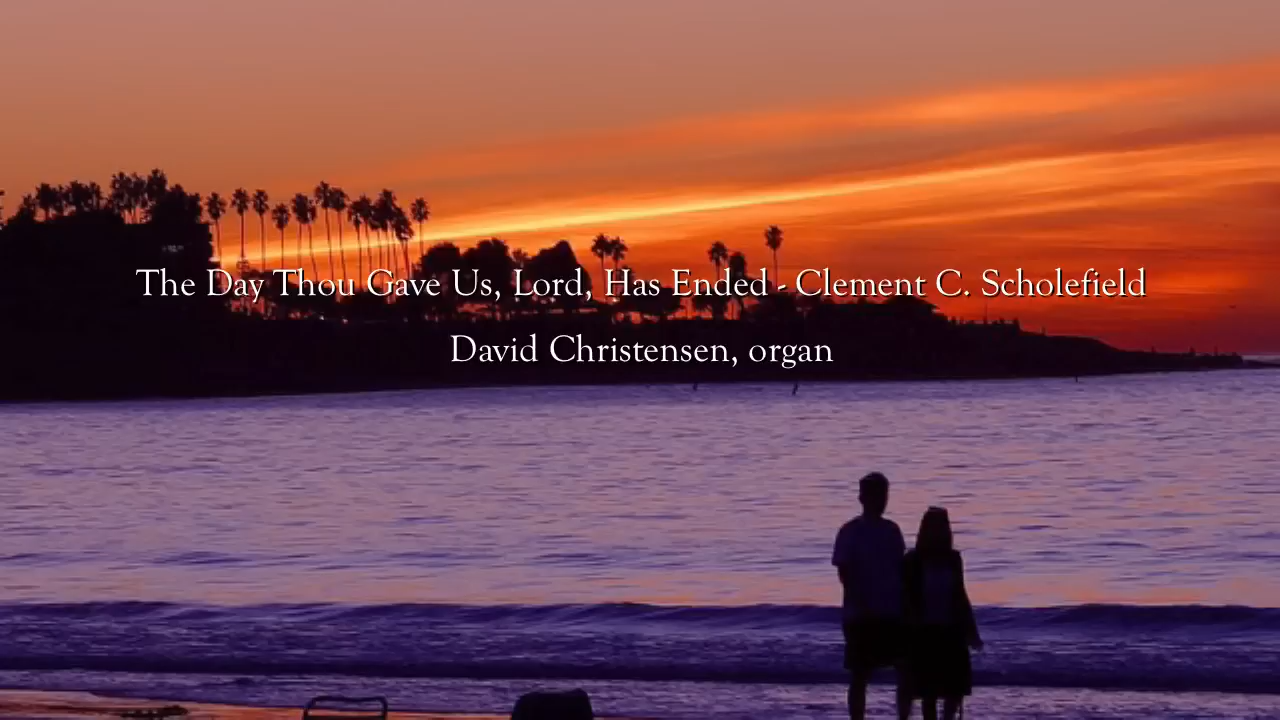 The Day Thou Gave Us, Lord, Has Ended - Clement C. Scholefield
David Christensen, organ